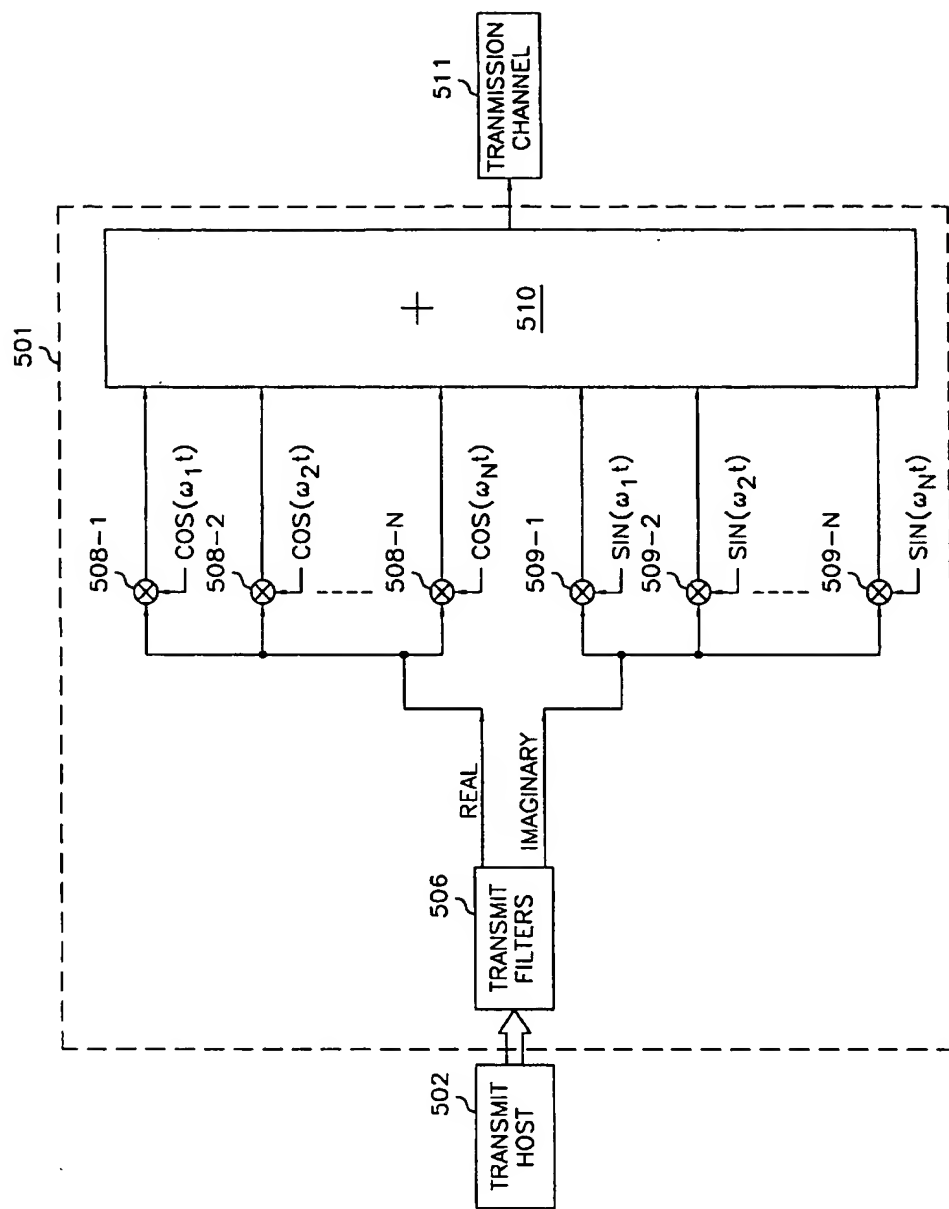 501
508-1
COS(ω1t)
508-2
COS(ω2t)
508-N
COS(ωNt)
509-1
SIN(ω1t)
509-2
SIN(ω2t)
509-N
SIN(ωNt)
+
510
511
TRANMISSION
CHANNEL
502
TRANSMIT
HOST
506
TRANSMIT
FILTERS
REAL
IMAGINARY